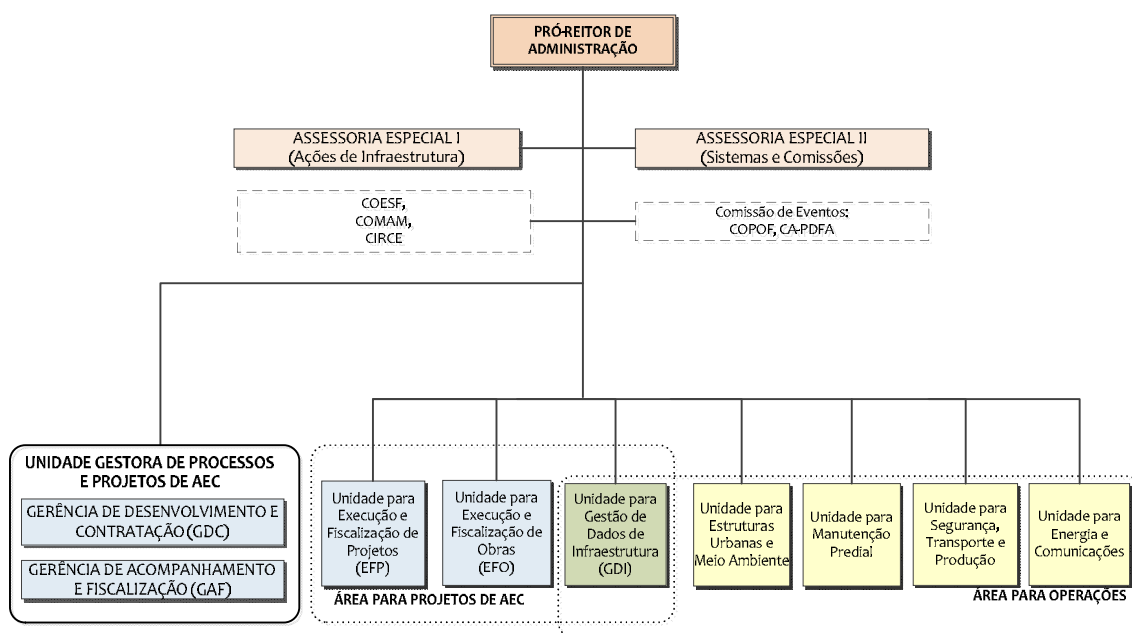 PRÓ-REITOR DE
ADMINISTRAÇÃO
ASSESSORIA ESPECIAL I
(Ações de Infraestrutura)
ASSESSORIA ESPECIAL II
(Sistemas e Comissões)
COESF,
COMAM,
CIRCE
Comissão de Eventos:
COPOF, CA-PDFA
UNIDADE GESTORA DE PROCESSOS
E PROJETOS DE AEC
GERÊNCIA DE DESENVOLVIMENTO E
CONTRATAÇÃO (GDC)
GERÊNCIA DE ACOMPANHAMENTO
E FISCALIZAÇÃO (GAF)
Unidade para
Execução e
Fiscalização de
Projetos
(EFP)
Unidade para
Execução e
Fiscalização de
Obras
(EFO)
Unidade para
Gestão de
Dados de
Infraestrutura
(GDI)
Unidade para
Estruturas
Urbanas e
Meio Ambiente
Unidade para
Manutenção
Predial
Unidade para
Segurança,
Transporte e
Produção
Unidade para
Energia e
Comunicações
ÁREA PARA PROJETOS DE AEC
ÁREA PARA OPERAÇÕES